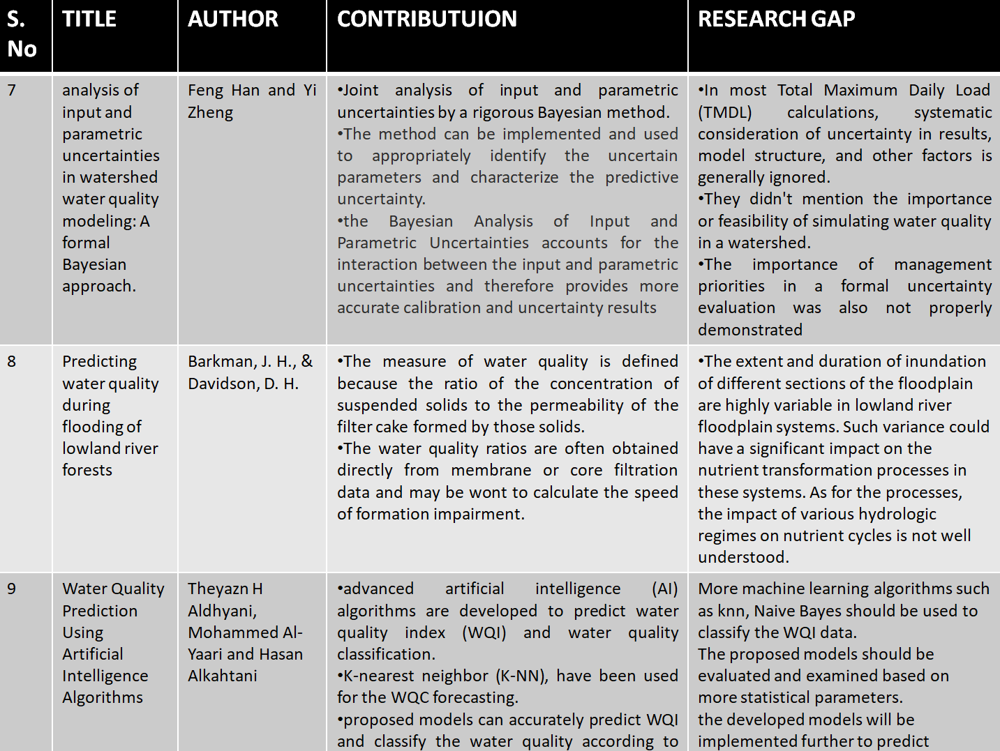 S.
No
TITLE
AUTHOR
CONTRIBUTUION
RESEARCH GAP
7
analysis of
input and
parametric
uncertainties
in watershed
water quality
modeling: A
formal
Bayesian
approach.
Feng Han and Yi
Zheng
•Joint analysis of input and parametric
uncertainties by a rigorous Bayesian method.
•The method can be implemented and used
to appropriately identify the uncertain
parameters and characterize the predictive
uncertainty.
•the Bayesian Analysis of Input and
Parametric Uncertainties accounts for the
interaction between the input and parametric
uncertainties and therefore provides more
accurate calibration and uncertainty results
•In most Total Maximum Daily Load
(TMDL) calculations, systematic
consideration of uncertainty in results,
model structure, and other factors is
generally ignored.
•They didn't mention the importance
or feasibility of simulating water quality
in a watershed.
•The importance of management
priorities in a formal uncertainty
evaluation was also not properly
demonstrated
8
Predicting
water quality
during
flooding of
lowland river
forests
Barkman, J. H., &
Davidson, D. H.
•The measure of water quality is defined
because the ratio of the concentration of
suspended solids to the permeability of the
filter cake formed by those solids.
•The water quality ratios are often obtained
directly from membrane or core filtration
data and may be wont to calculate the speed
of formation impairment.
•The extent and duration of inundation
of different sections of the floodplain
are highly variable in lowland river
floodplain systems. Such variance could
have a significant impact on the
nutrient transformation processes in
these systems. As for the processes,
the impact of various hydrologic
regimes on nutrient cycles is not well
understood.
9
Water Quality
Prediction
Using
Artificial
Intelligence
Algorithms
Theyazn H
Aldhyani,
Mohammed Al-
Yaari and Hasan
Alkahtani
•advanced artificial intelligence (AI)
algorithms are developed to predict water
quality index (WQI) and water quality
classification.
•K-nearest neighbor (K-NN), have been used
for the WQC forecasting.
•proposed models can accurately predict WQI
and classify the water quality according to
More machine learning algorithms such
as knn, Naive Bayes should be used to
classify the WQI data.
The proposed models should be
evaluated and examined based on
more statistical parameters.
the developed models will be
implemented further to predict